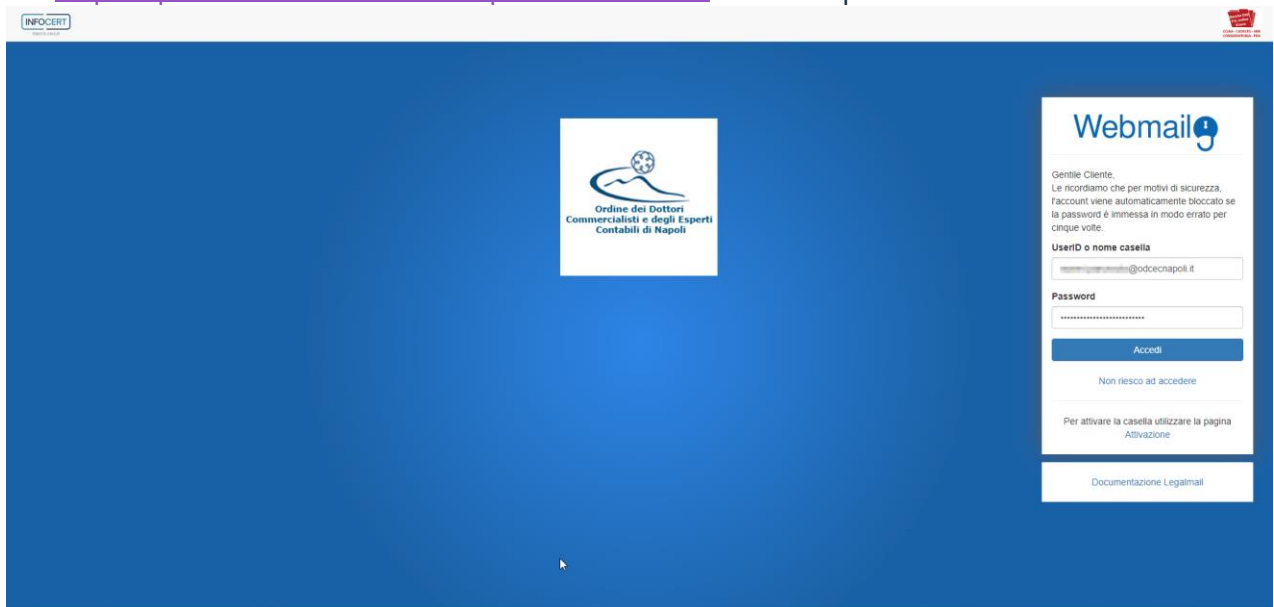 INFOCERT
Webmail
Ordine dei Dottori
Commercialisti e degli Esperti
Contabili di Napoli
Gentile Cliente,
Le ricordiamo che per motivi di sicurezza,
l'account viene automaticamente bloccato se
la password è immessa in modo errato per
cinque volte.
UserID o nome casella
@odcecnapoli.it
Password
Accedi
Non riesco ad accedere
Per attivare la casella utilizzare la pagina
Attivazione
Documentazione Legalmail